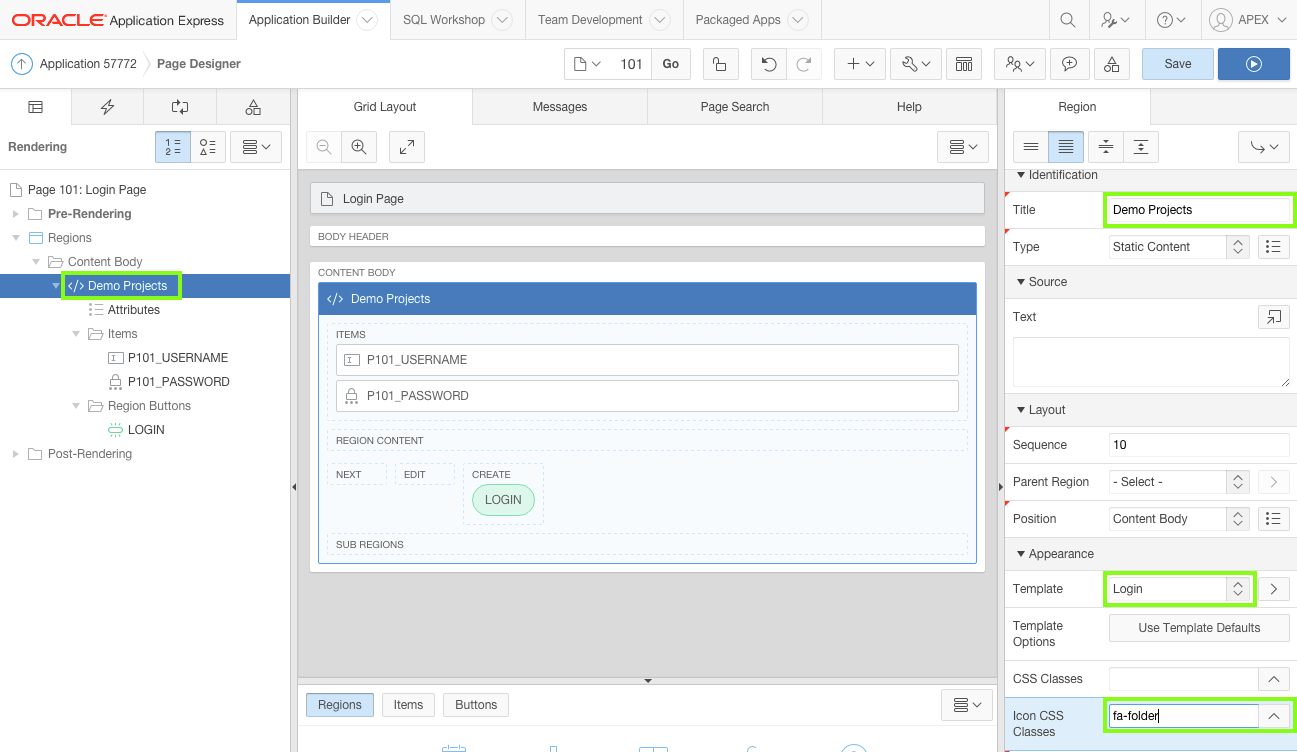 ORACLE Application Express
Application Builder
SQL Workshop
Team Development
Packaged Apps
APEX
Application 57772
Page Designer
101
Go
Save
Grid Layout
Messages
Page Search
Help
Region
Rendering
Page 101: Login Page
Pre-Rendering
Regions
Content Body
</> Demo Projects
Attributes
Items
P101_USERNAME
P101_PASSWORD
Region Buttons
LOGIN
Post-Rendering
Login Page
BODY HEADER
CONTENT BODY
</> Demo Projects
ITEMS
P101_USERNAME
P101_PASSWORD
REGION CONTENT
NEXT
EDIT
CREATE
LOGIN
SUB REGIONS
Regions
Items
Buttons
Identification
Title
Demo Projects
Type
Static Content
Source
Text
Layout
Sequence
10
Parent Region
- Select -
Position
Content Body
Appearance
Template
Login
Template
Options
Use Template Defaults
CSS Classes
Icon CSS
Classes
fa-folder